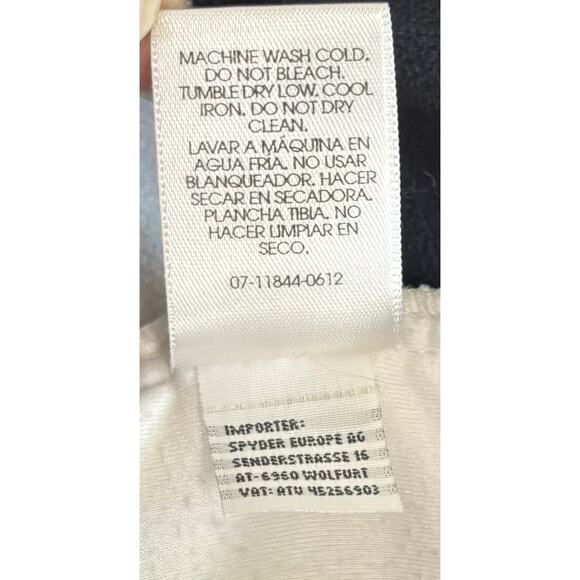 MACHINE WASH COLD.
DO NOT BLEACH.
TUMBLE DRY LOW. COOL
IRON. DO NOT DRY
CLEAN.
LAVAR A MÁQUINA EN
AGUA FRIA. NO USAR
BLANQUEADOR. HACER
SECAR EN SECADORA.
PLANCHA TIBIA. NO
HACER LIMPIAR EN
SECO.
07-11844-0612
IMPORTER:
SPYDER EUROPE AG
SENDERSTRASSE 16
AT-6960 WOLFURT
VAT: ATU 45256903